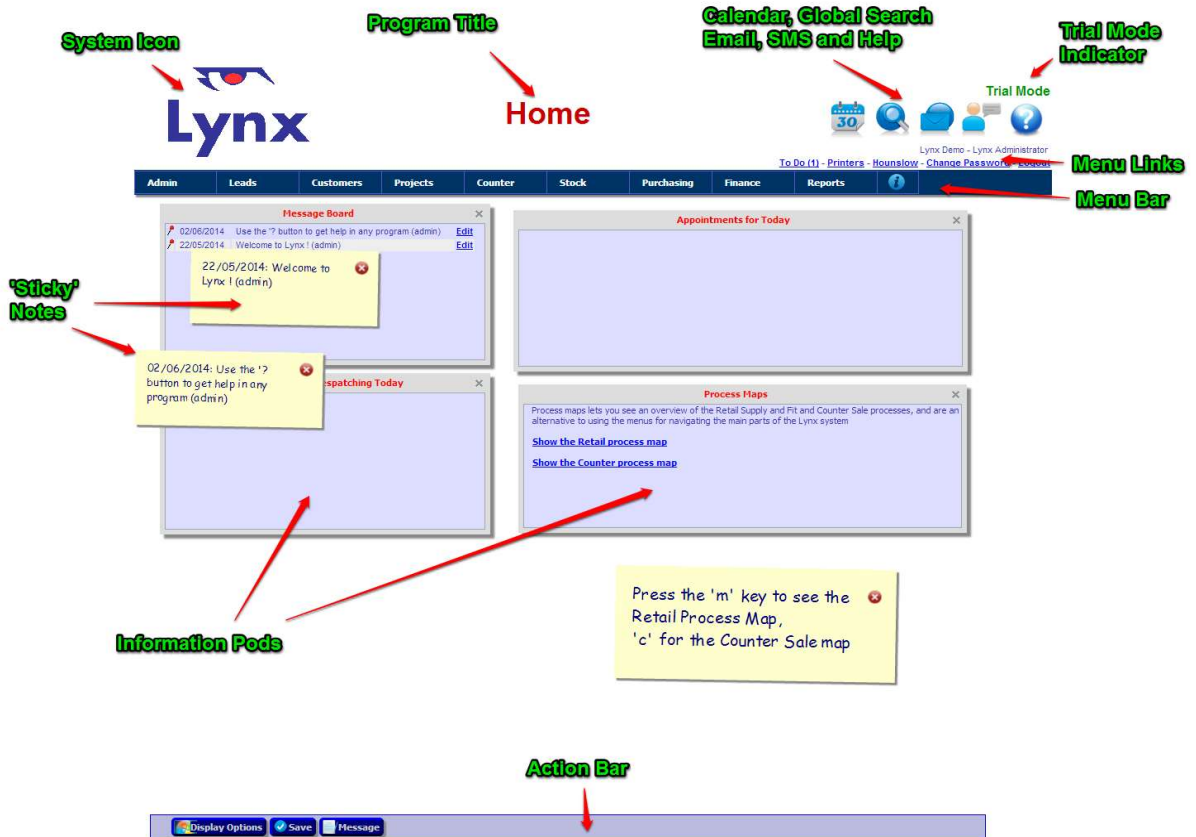 Program Title
Calendar, Global Search
Email, SMS and Help
Trial Mode
Indicator
System Icon
Lynx
Home
Trial Mode
30
?
Lynx Demo - Lynx Administrator
To Do (1) - Printers - Hounslow - Change Password - Logout
Menu Links
Admin Leads Customers Projects Counter Stock Purchasing Finance Reports i
Menu Bar
Message Board
02/06/2014 Use the '? button to get help in any program (admin) Edit
22/05/2014 Welcome to Lynx ! (admin) Edit
22/05/2014: Welcome to
Lynx ! (admin)
Appointments for Today
'Sticky'
Notes
02/06/2014: Use the '?
button to get help in any
program (admin)
espatching Today
Process Maps
Process maps lets you see an overview of the Retail Supply and Fit and Counter Sale processes, and are an
alternative to using the menus for navigating the main parts of the Lynx system
Show the Retail process map
Show the Counter process map
Information Pods
Press the 'm' key to see the
Retail Process Map,
'c' for the Counter Sale map
Action Bar
Display Options Save Message